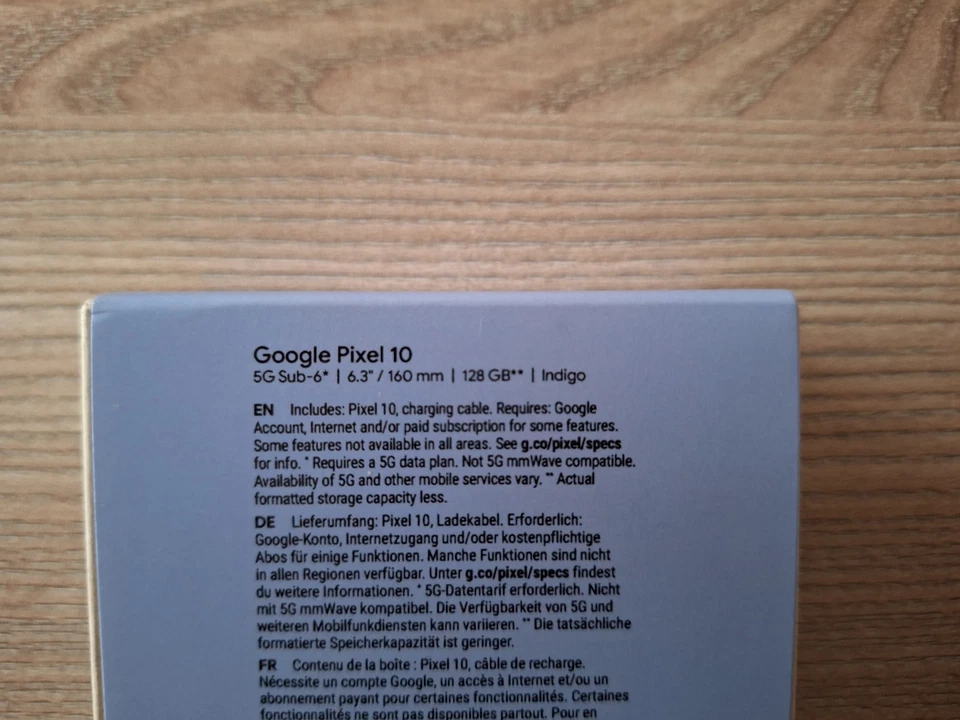 Google Pixel 10
5G Sub-6* | 6.3" / 160 mm | 128 GB** | Indigo
EN Includes: Pixel 10, charging cable. Requires: Google
Account, Internet and/or paid subscription for some features.
Some features not available in all areas. See g.co/pixel/specs
for info. * Requires a 5G data plan. Not 5G mmWave compatible.
Availability of 5G and other mobile services vary. ** Actual
formatted storage capacity less.
DE Lieferumfang: Pixel 10, Ladekabel. Erforderlich:
Google-Konto, Internetzugang und/oder kostenpflichtige
Abos für einige Funktionen. Manche Funktionen sind nicht
in allen Regionen verfügbar. Unter g.co/pixel/specs findest
du weitere Informationen. * 5G-Datentarif erforderlich. Nicht
mit 5G mmWave kompatibel. Die Verfügbarkeit von 5G und
weiteren Mobilfunkdiensten kann variieren. ** Die tatsächliche
formatierte Speicherkapazität ist geringer.
FR Contenu de la boîte : Pixel 10, câble de recharge.
Nécessite un compte Google, un accès à Internet et/ou un
abonnement payant pour certaines fonctionnalités. Certaines
fonctionnalités ne sont pas disponibles partout. Pour en